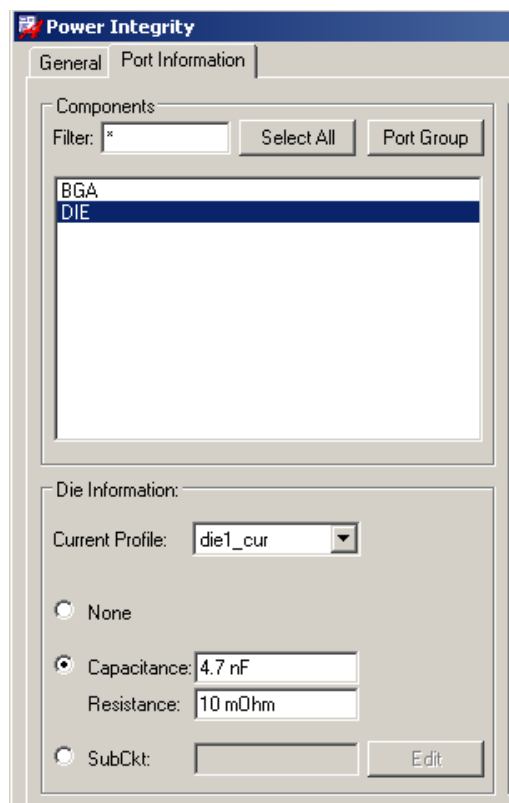 Power Integrity
General Port Information
Components
Filter: * Select All Port Group
BGA
DIE
Die Information:
Current Profile: die1_cur
None
Capacitance: 4.7 nF
Resistance: 10 mOhm
SubCkt: Edit